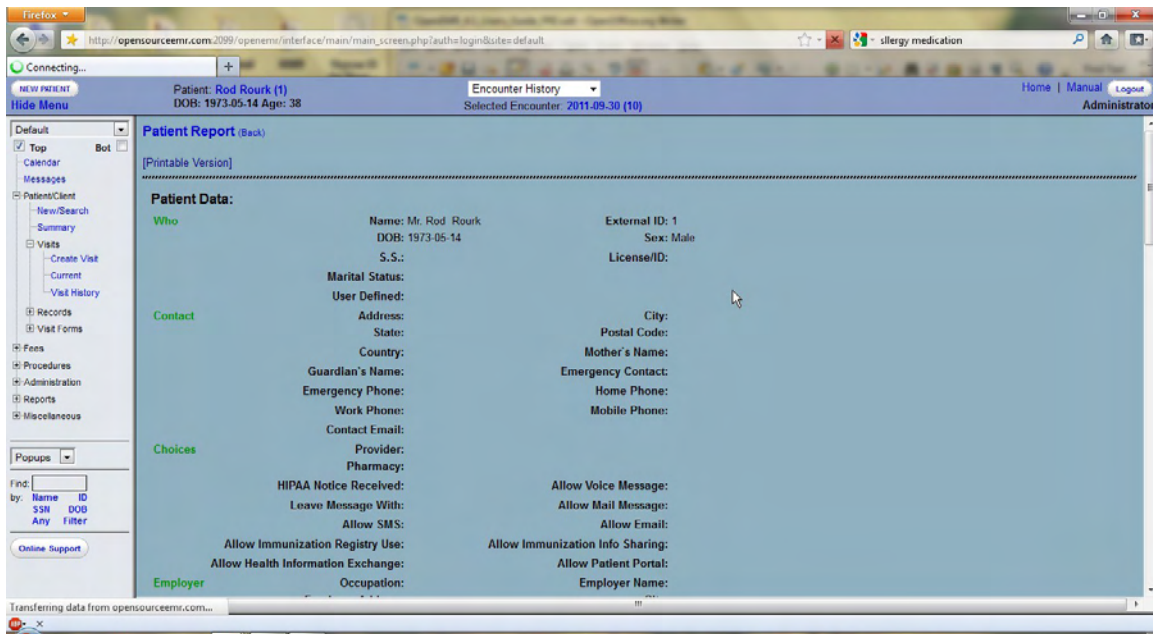 Firefox
http://opensourceemr.com:2099/openemr/interface/main/main_screen.php?auth=login&site=default
sllergy medication
Connecting...
NEW PATIENT
Hide Menu
Patient: Rod Rourk (1)
DOB: 1973-05-14 Age: 38
Encounter History
Selected Encounter: 2011-09-30 (10)
Home | Manual Logout
Administrator
Default
Top Bot
Calendar
Messages
Patient/Client
New/Search
Summary
Visits
Create Visit
Current
Visit History
Records
Visit Forms
Fees
Procedures
Administration
Reports
Miscellaneous
Popups
Find:
by: Name ID
SSN DOB
Any Filter
Online Support
Patient Report (Back)
[Printable Version]
Patient Data:
Who Name: Mr. Rod Rourk External ID: 1
DOB: 1973-05-14 Sex: Male
S.S.: License/ID:
Marital Status:
User Defined:
Contact Address: City:
State: Postal Code:
Country: Mother's Name:
Guardian's Name: Emergency Contact:
Emergency Phone: Home Phone:
Work Phone: Mobile Phone:
Contact Email:
Choices Provider:
Pharmacy:
HIPAA Notice Received: Allow Voice Message:
Leave Message With: Allow Mail Message:
Allow SMS: Allow Email:
Allow Immunization Registry Use: Allow Immunization Info Sharing:
Allow Health Information Exchange: Allow Patient Portal:
Employer Occupation: Employer Name:
Transferring data from opensourceemr.com...